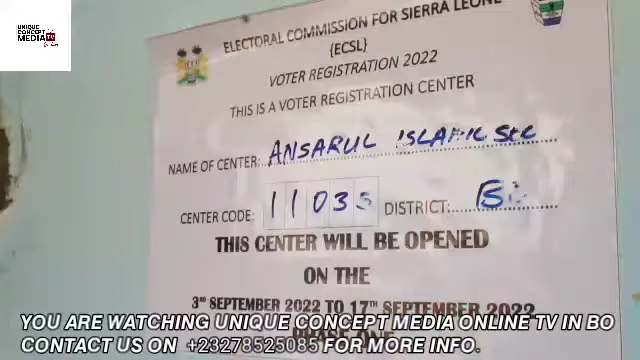 UNIQUE
CONCEPT
MEDIA TV
ELECTORAL COMMISSION FOR SIERRA LEONE
{ECSL}
VOTER REGISTRATION 2022
THIS IS A VOTER REGISTRATION CENTER
NAME OF CENTER: ANSARUL ISLAMIC SEC
CENTER CODE: 11035 DISTRICT:
THIS CENTER WILL BE OPENED
ON THE
3RD SEPTEMBER 2022 TO 17TH SEPTEMBER 2022
YOU ARE WATCHING UNIQUE CONCEPT MEDIA ONLINE TV IN BO
CONTACT US ON +23278525085 FOR MORE INFO.